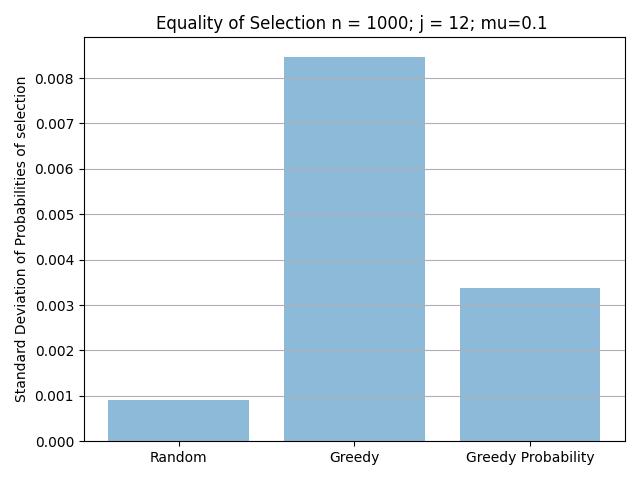 Equality of Selection n = 1000; j = 12; mu=0.1
Standard Deviation of Probabilities of selection
0.008
0.007
0.006
0.005
0.004
0.003
0.002
0.001
0.000
Random
Greedy
Greedy Probability